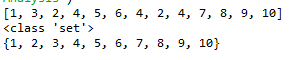 [1, 3, 2, 4, 5, 6, 4, 2, 4, 7, 8, 9, 10]
<class 'set'>
{1, 2, 3, 4, 5, 6, 7, 8, 9, 10}